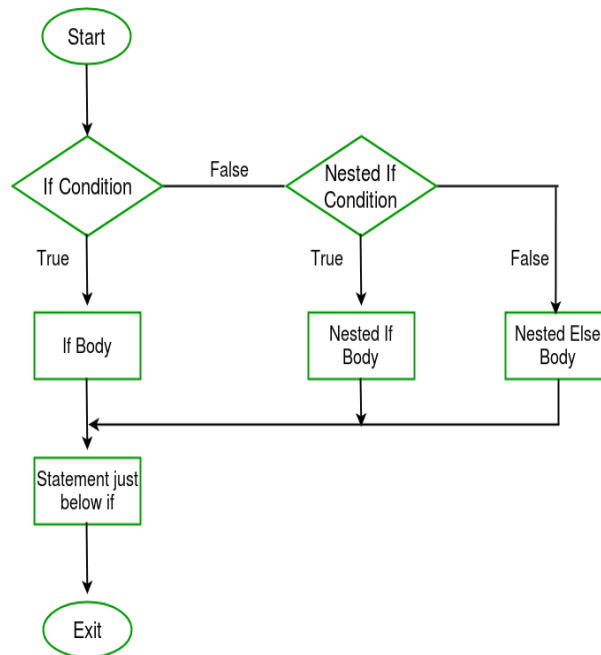 Start
If Condition
False
Nested If
Condition
True
True
False
If Body
Nested If
Body
Nested Else
Body
Statement just
below if
Exit